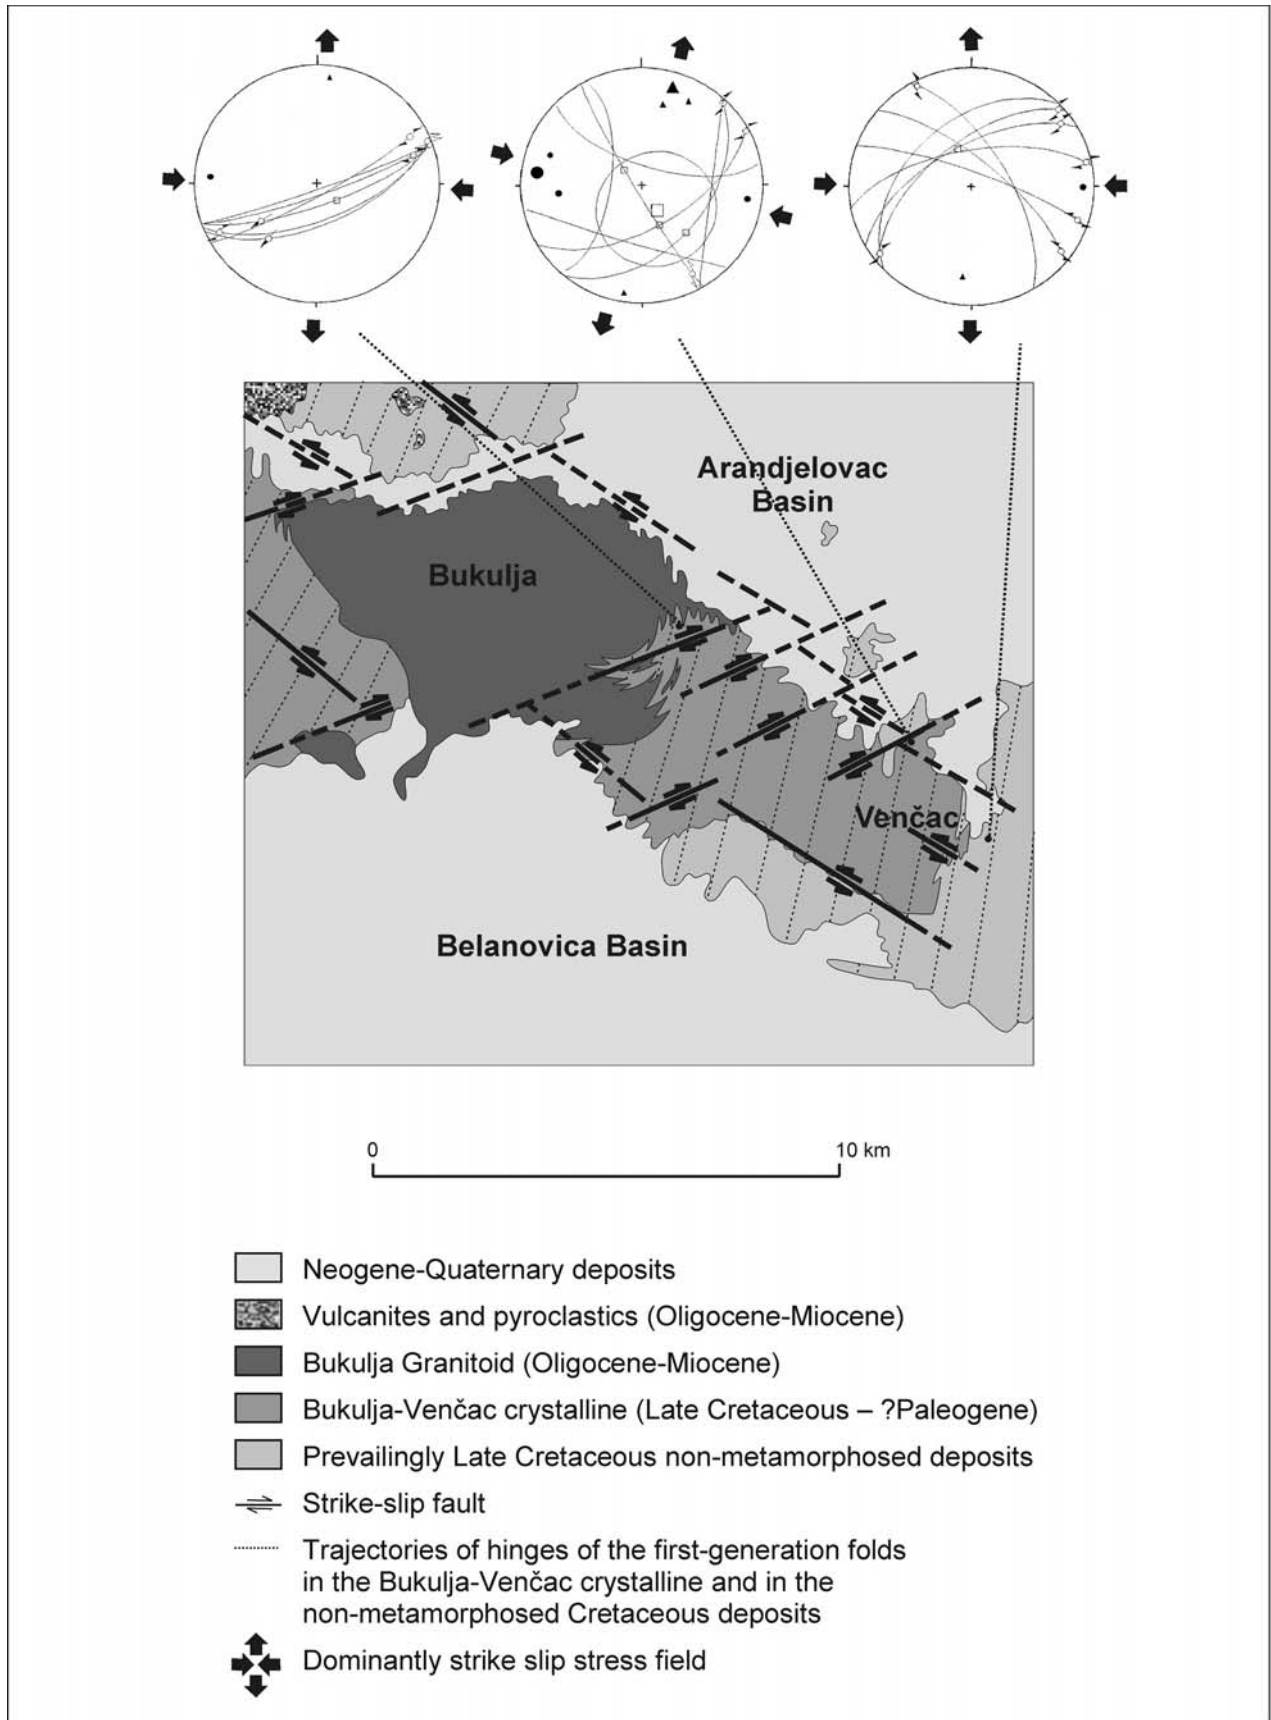 Arandjelovac
Basin
Bukulja
Venčac
Belanovica Basin
0
10 km
Neogene-Quaternary deposits
Vulcanites and pyroclastics (Oligocene-Miocene)
Bukulja Granitoid (Oligocene-Miocene)
Bukulja-Venčac crystalline (Late Cretaceous – ?Paleogene)
Prevailingly Late Cretaceous non-metamorphosed deposits
Strike-slip fault
Trajectories of hinges of the first-generation folds
in the Bukulja-Venčac crystalline and in the
non-metamorphosed Cretaceous deposits
Dominantly strike slip stress field